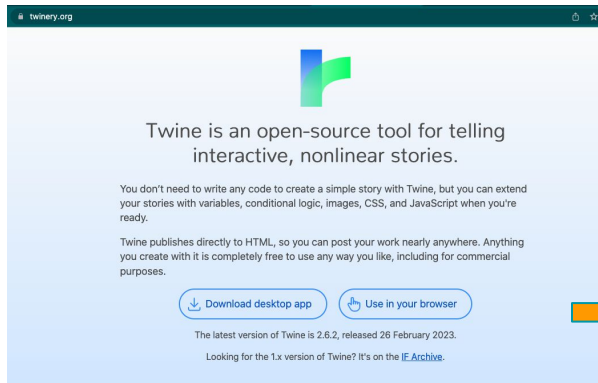 twinery.org
Twine is an open-source tool for telling
interactive, nonlinear stories.
You don't need to write any code to create a simple story with Twine, but you can extend
your stories with variables, conditional logic, images, CSS, and JavaScript when you're
ready.
Twine publishes directly to HTML, so you can post your work nearly anywhere. Anything
you create with it is completely free to use any way you like, including for commercial
purposes.
Download desktop app
Use in your browser
The latest version of Twine is 2.6.2, released 26 February 2023.
Looking for the 1.x version of Twine? It's on the IF Archive.